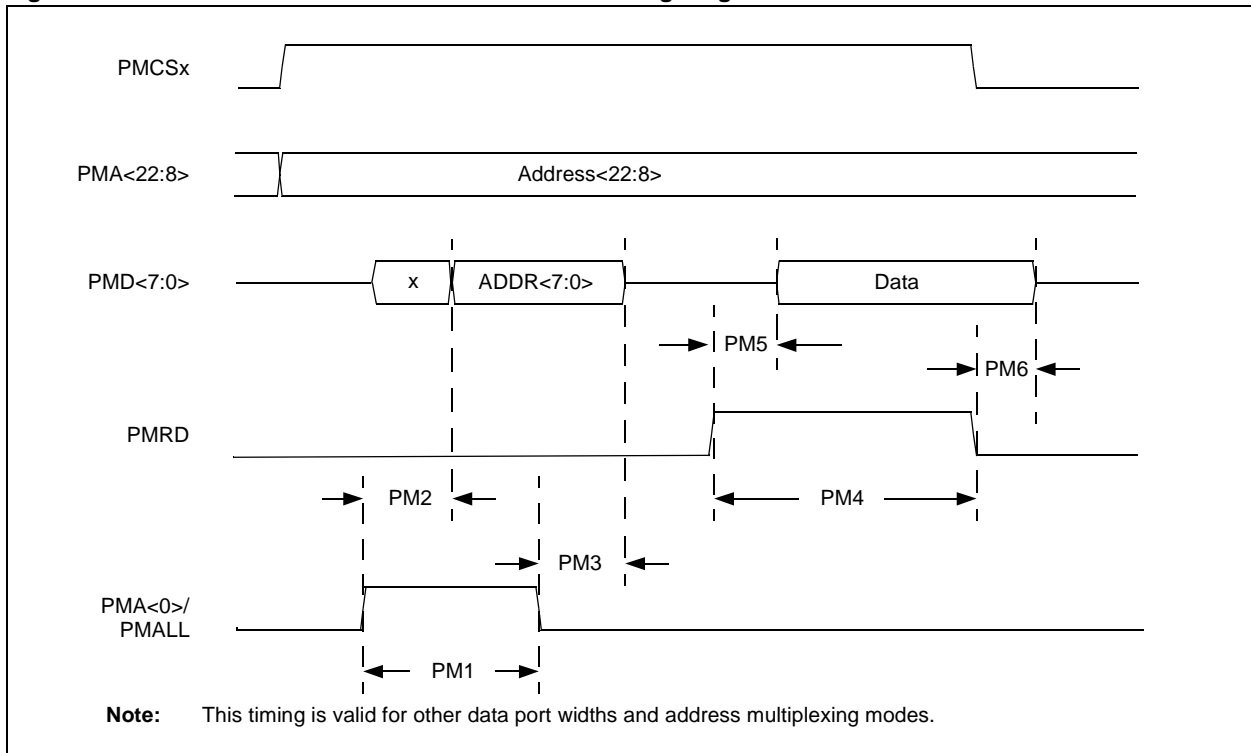 PMCSx
PMA<22:8>
Address<22:8>
PMD<7:0>
x
ADDR<7:0>
Data
PM5
PM6
PMRD
PM2
PM4
PM3
PMA<0>/
PMALL
PM1
Note: This timing is valid for other data port widths and address multiplexing modes.